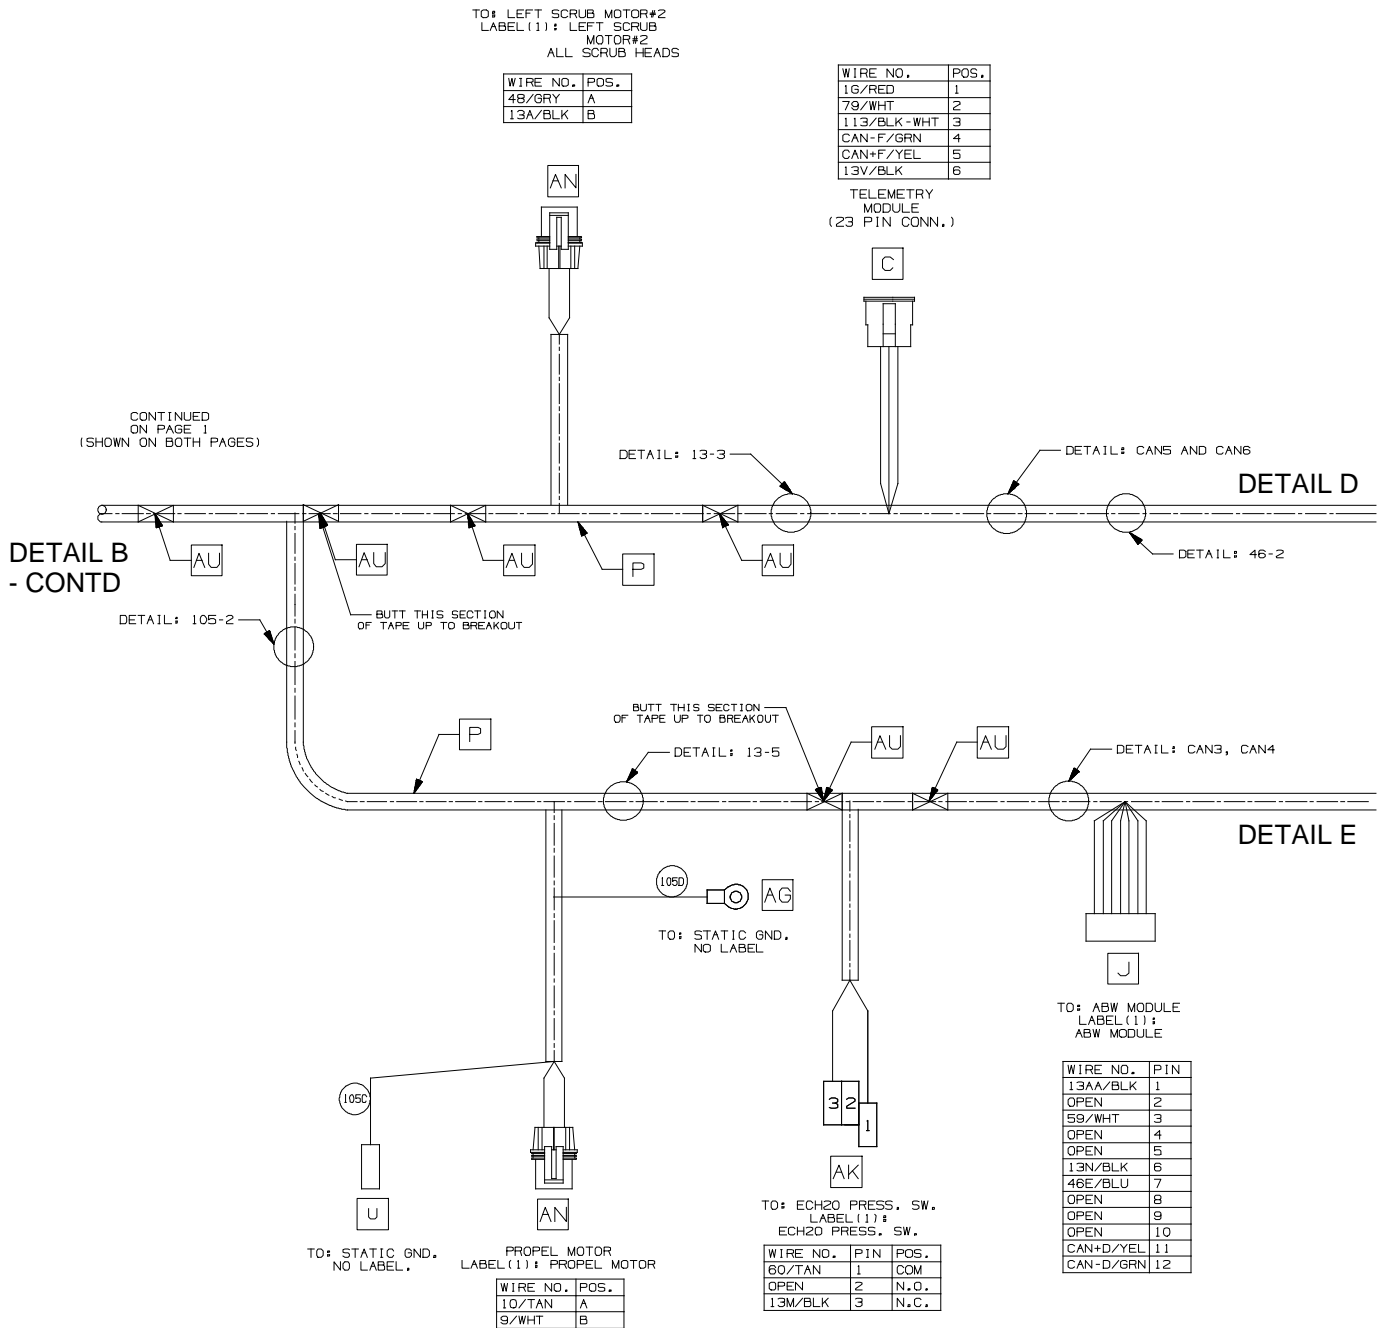 TO: LEFT SCRUB MOTOR#2
LABEL(1): LEFT SCRUB
MOTOR#2
ALL SCRUB HEADS
WIRE NO. POS.
4B/GRY A
13A/BLK B
AN
WIRE NO. POS.
1G/RED 1
79/WHT 2
113/BLK-WHT 3
CAN-F/GRN 4
CAN+F/YEL 5
13V/BLK 6
TELEMETRY
MODULE
(23 PIN CONN.)
C
CONTINUED
ON PAGE 1
(SHOWN ON BOTH PAGES)
DETAIL: 13-3
DETAIL: CAN5 AND CAN6
DETAIL D
DETAIL B
- CONTD
AU
AU
AU
P
AU
DETAIL: 46-2
DETAIL: 105-2
BUTT THIS SECTION
OF TAPE UP TO BREAKOUT
P
BUTT THIS SECTION
OF TAPE UP TO BREAKOUT
DETAIL: 13-5
AU
AU
DETAIL: CAN3, CAN4
DETAIL E
105D
AG
TO: STATIC GND.
NO LABEL
J
TO: ABW MODULE
LABEL(1):
ABW MODULE
WIRE NO. PIN
13AA/BLK 1
OPEN 2
59/WHT 3
OPEN 4
OPEN 5
13N/BLK 6
46E/BLU 7
OPEN 8
OPEN 9
OPEN 10
CAN+D/YEL 11
CAN-D/GRN 12
105C
U
TO: STATIC GND.
NO LABEL.
AN
PROPEL MOTOR
LABEL(1): PROPEL MOTOR
WIRE NO. POS.
10/TAN A
9/WHT B
3 2 1
AK
TO: ECH2O PRESS. SW.
LABEL(1):
ECH2O PRESS. SW.
WIRE NO. PIN POS.
60/TAN 1 COM
OPEN 2 N.O.
13M/BLK 3 N.C.